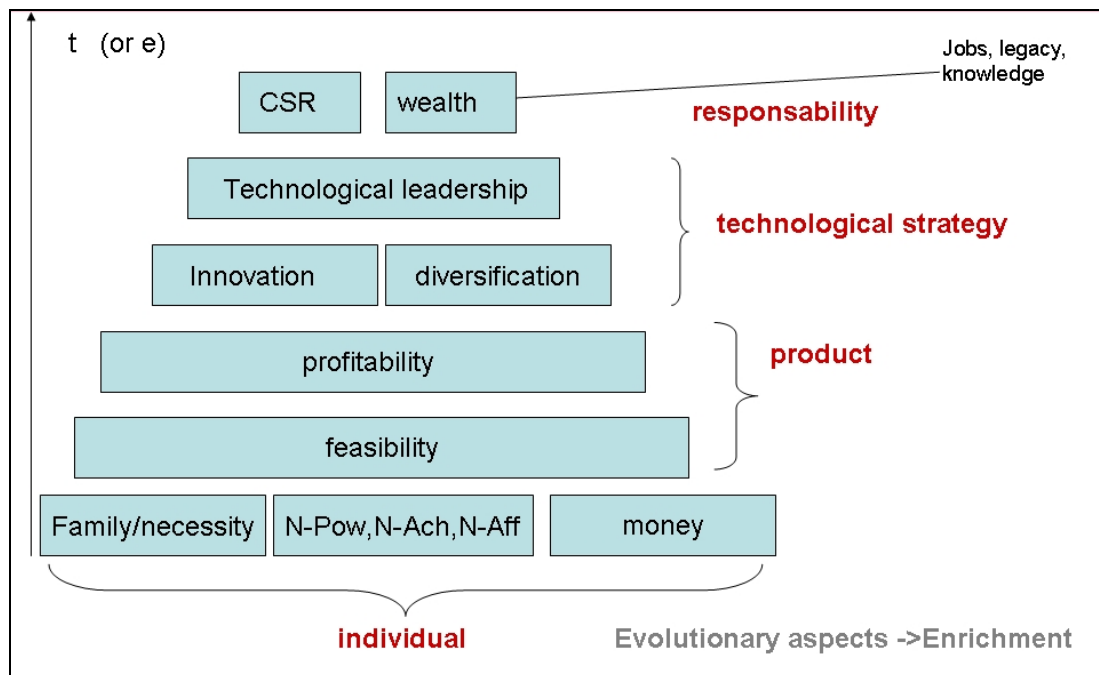 t (or e)
Jobs, legacy,
knowledge
CSR
wealth
responsability
Technological leadership
technological strategy
Innovation
diversification
profitability
product
feasibility
Family/necessity
N-Pow,N-Ach,N-Aff
money
individual
Evolutionary aspects ->Enrichment